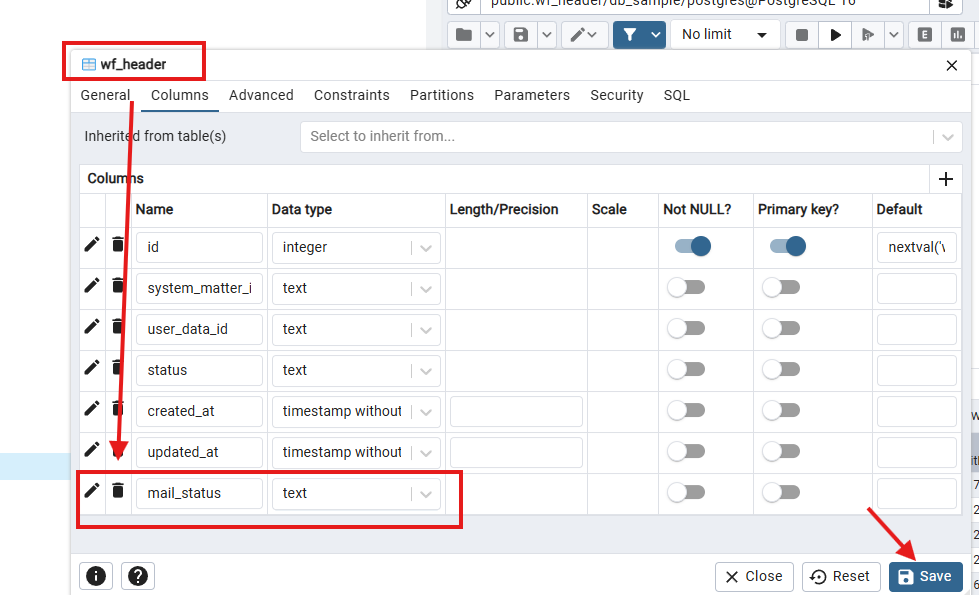 public.wf_header/db_sample/postgres@PostgreSQL 16
No limit
E
wf_header
General Columns Advanced Constraints Partitions Parameters Security SQL
Inherited from table(s) Select to inherit from...
Columns
Name Data type Length/Precision Scale Not NULL? Primary key? Default
id integer nextval('v
system_matter_i text
user_data_id text
status text
created_at timestamp without
updated_at timestamp without
mail_status text
Close Reset Save